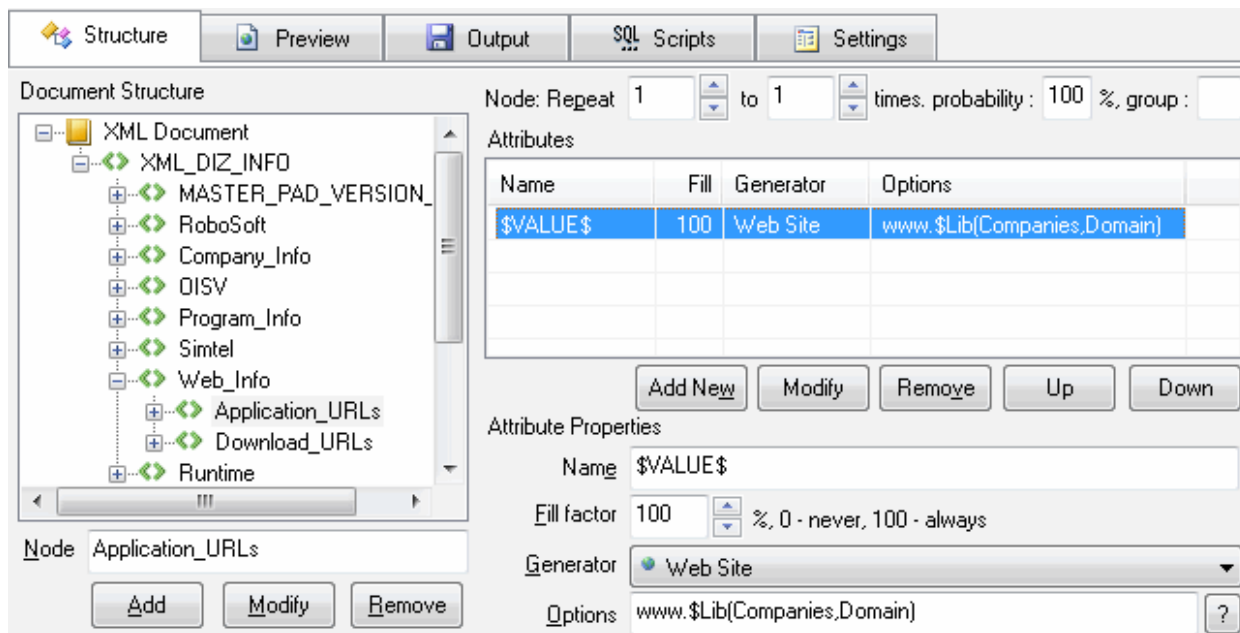 Structure Preview Output SQL Scripts Settings
Document Structure
XML Document
XML_DIZ_INFO
MASTER_PAD_VERSION_
RoboSoft
Company_Info
OISV
Program_Info
Simtel
Web_Info
Application_URLs
Download_URLs
Runtime
Node Application_URLs
Add Modify Remove
Node: Repeat 1 to 1 times. probability : 100 %, group :
Attributes
Name Fill Generator Options
$VALUE$ 100 Web Site www.$Lib(Companies,Domain)
Add New Modify Remove Up Down
Attribute Properties
Name $VALUE$
Fill factor 100 %, 0 - never, 100 - always
Generator Web Site
Options www.$Lib(Companies,Domain) ?